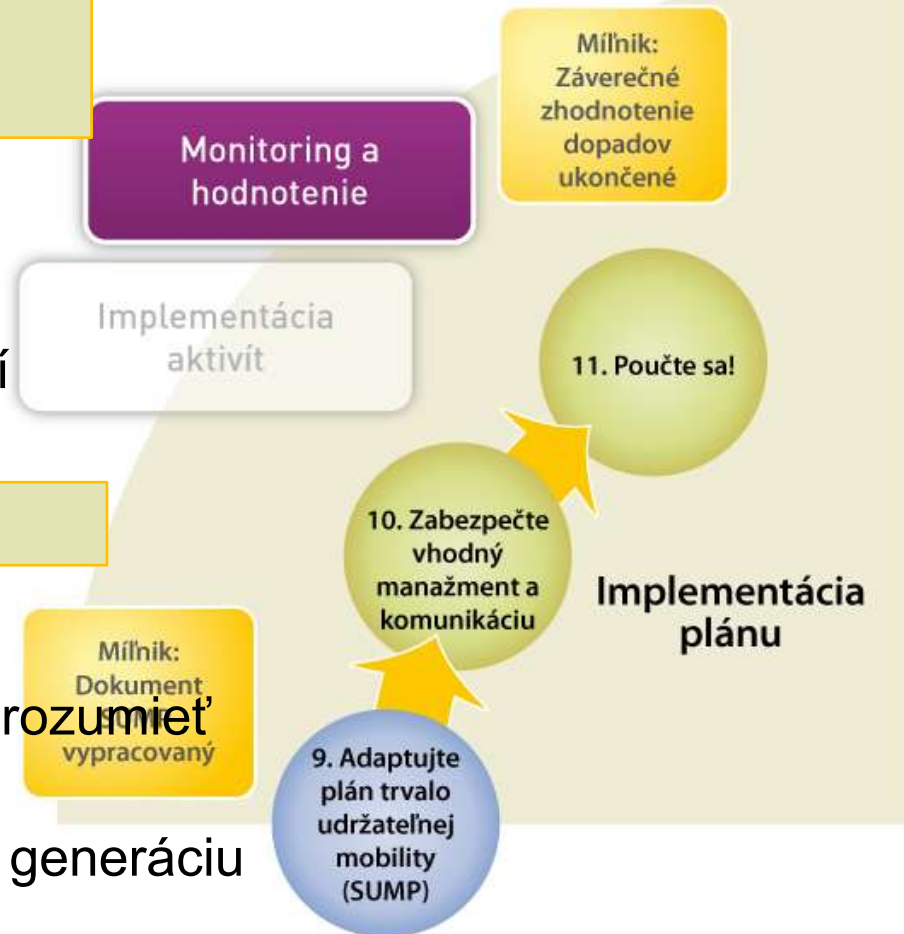 Míľnik:
Záverečné
zhodnotenie
dopadov
ukončené
Monitoring a
hodnotenie
Implementácia
aktivít
í
11. Poučte sa!
10. Zabezpečte
vhodný
manažment a
komunikáciu
Implementácia
plánu
Míľnik:
Dokument
SUMP
vypracovaný
rozumieť
9. Adaptujte
plán trvalo
udržateľnej
mobility
(SUMP)
generáciu